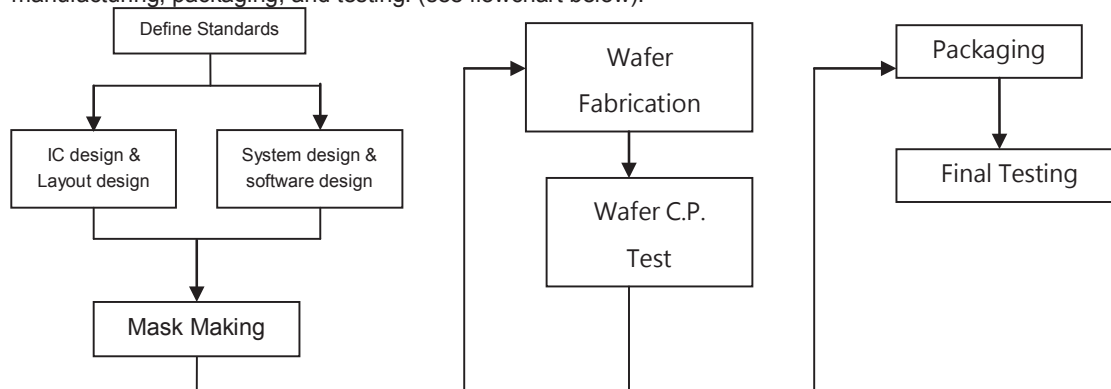 manufacturing, packaging, and testing. (see flowchart below).
Define Standards
IC design &
Layout design
System design &
software design
Mask Making
Wafer
Fabrication
Wafer C.P.
Test
Packaging
Final Testing